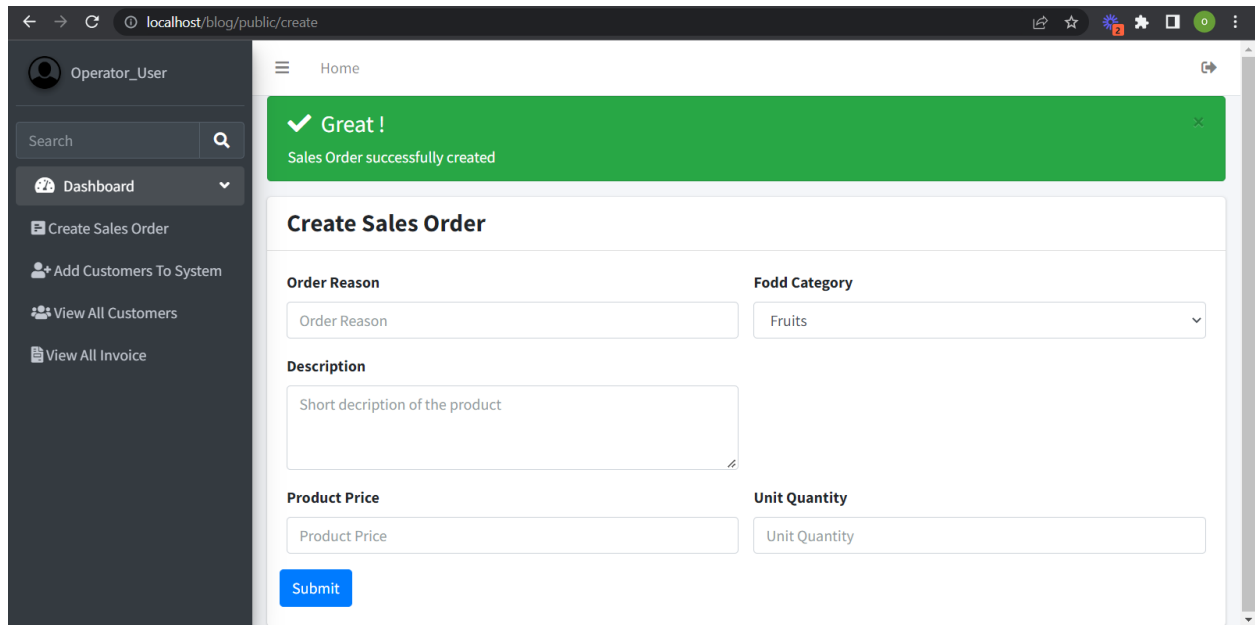 localhost/blog/public/create
2
o
Operator_User
Home
Search
Great !
×
Sales Order successfully created
Dashboard
Create Sales Order
Add Customers To System
View All Customers
View All Invoice
Create Sales Order
Order Reason
Fodd Category
Order Reason
Fruits
Description
Short decription of the product
Product Price
Unit Quantity
Product Price
Unit Quantity
Submit